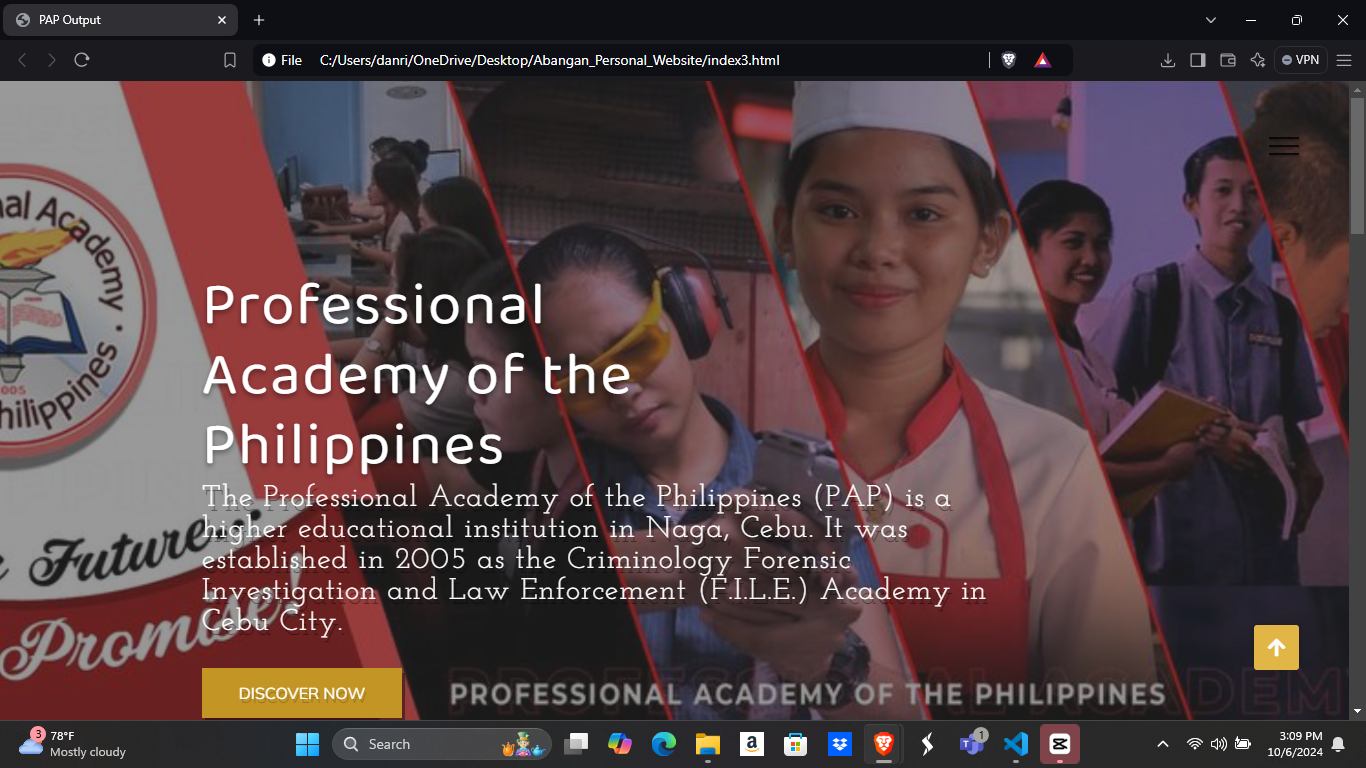 PAP Output
File C:/Users/danri/OneDrive/Desktop/Abangan_Personal_Website/index3.html
VPN
nal Academy
2005
hilippines
Professional
Academy of the
Philippines
The Professional Academy of the Philippines (PAP) is a
higher educational institution in Naga, Cebu. It was
established in 2005 as the Criminology Forensic
Investigation and Law Enforcement (F.I.L.E.) Academy in
Cebu City.
Future
Promise!
DISCOVER NOW
PROFESSIONAL ACADEMY OF THE PHILIPPINES
PROFESSIONAL ACADEM
3
78°F
Mostly cloudy
Search
1
3:09 PM
10/6/2024